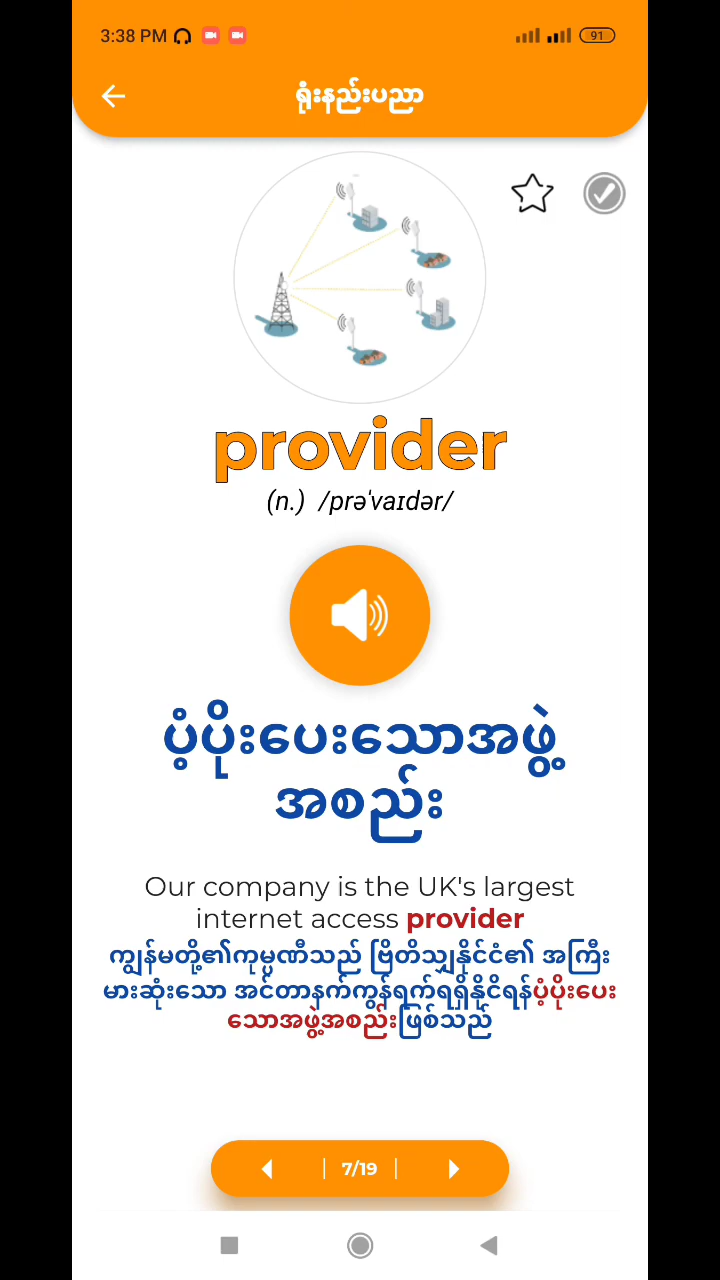 3:38 PM
91
ရုံးနည်းပညာ
provider
(n.) /prəˈvaɪdər/
ပံ့ပိုးပေးသောအဖွဲ့
အစည်း
Our company is the UK's largest
internet access provider
ကျွန်မတို့၏ကုမ္ပဏီသည် ဗြိတိသျှနိုင်ငံ၏ အကြီး
မားဆုံးသော အင်တာနက်ကွန်ရက်ရရှိနိုင်ရန်ပံ့ပိုးပေး
သောအဖွဲ့အစည်းဖြစ်သည်
7/19